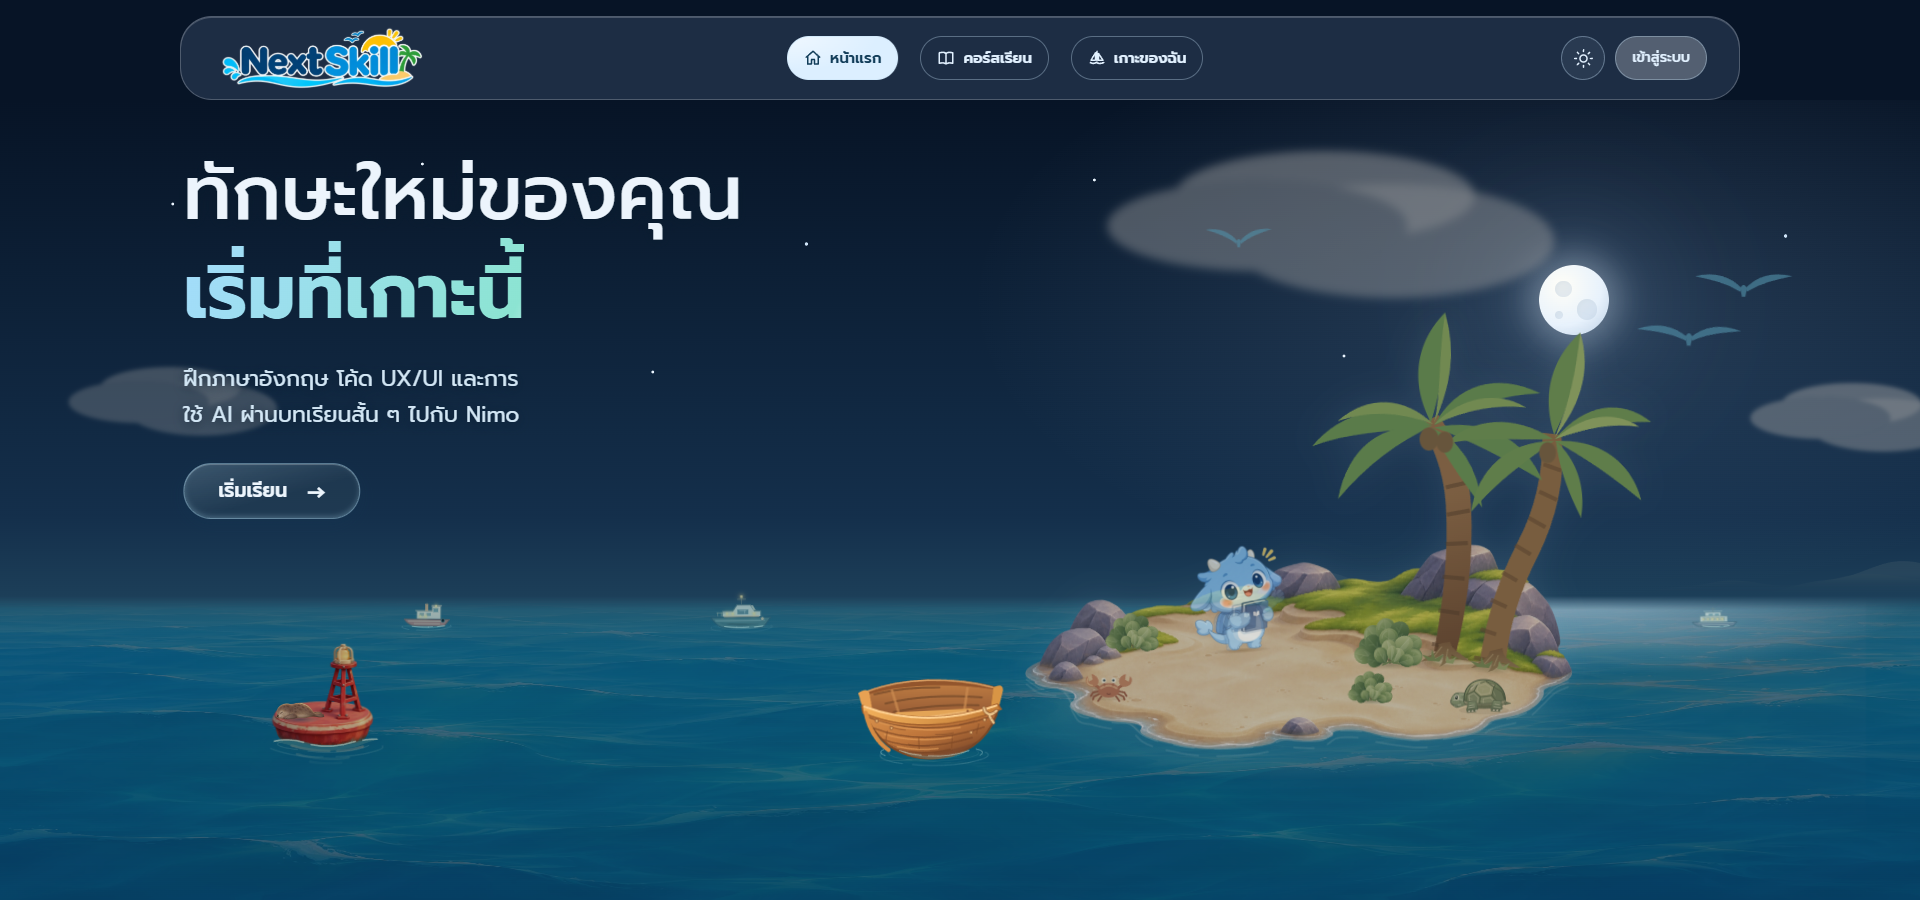 NextSkill
หน้าแรก
คอร์สเรียน
เกาะของฉัน
เข้าสู่ระบบ
ทักษะใหม่ของคุณ
เริ่มที่เกาะนี้
ฝึกภาษาอังกฤษ โค้ด UX/UI และการ
ใช้ AI ผ่านบทเรียนสั้น ๆ ไปกับ Nimo
เริ่มเรียน →